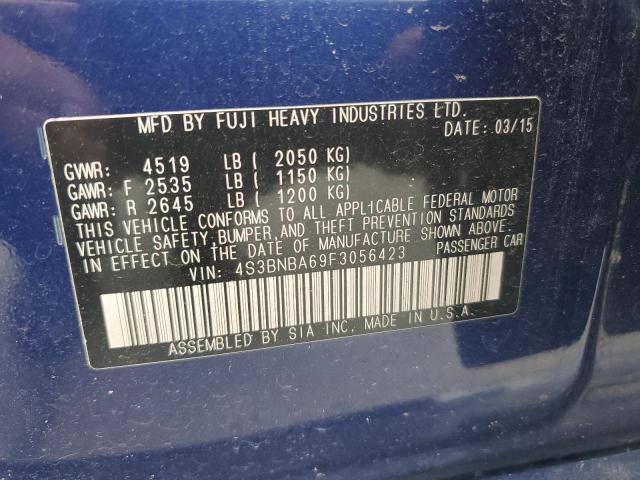 MFD BY FUJI HEAVY INDUSTRIES LTD.
DATE: 03/15
GVWR: 4519 LB ( 2050 KG)
GAWR: F 2535 LB ( 1150 KG)
GAWR: R 2645 LB ( 1200 KG)
THIS VEHICLE CONFORMS TO ALL APPLICABLE FEDERAL MOTOR
VEHICLE SAFETY, BUMPER, AND THEFT PREVENTION STANDARDS
IN EFFECT ON THE DATE OF MANUFACTURE SHOWN ABOVE.
VIN: 4S3BNBA69F3056423 PASSENGER CAR
ASSEMBLED BY SIA INC. MADE IN U.S.A.